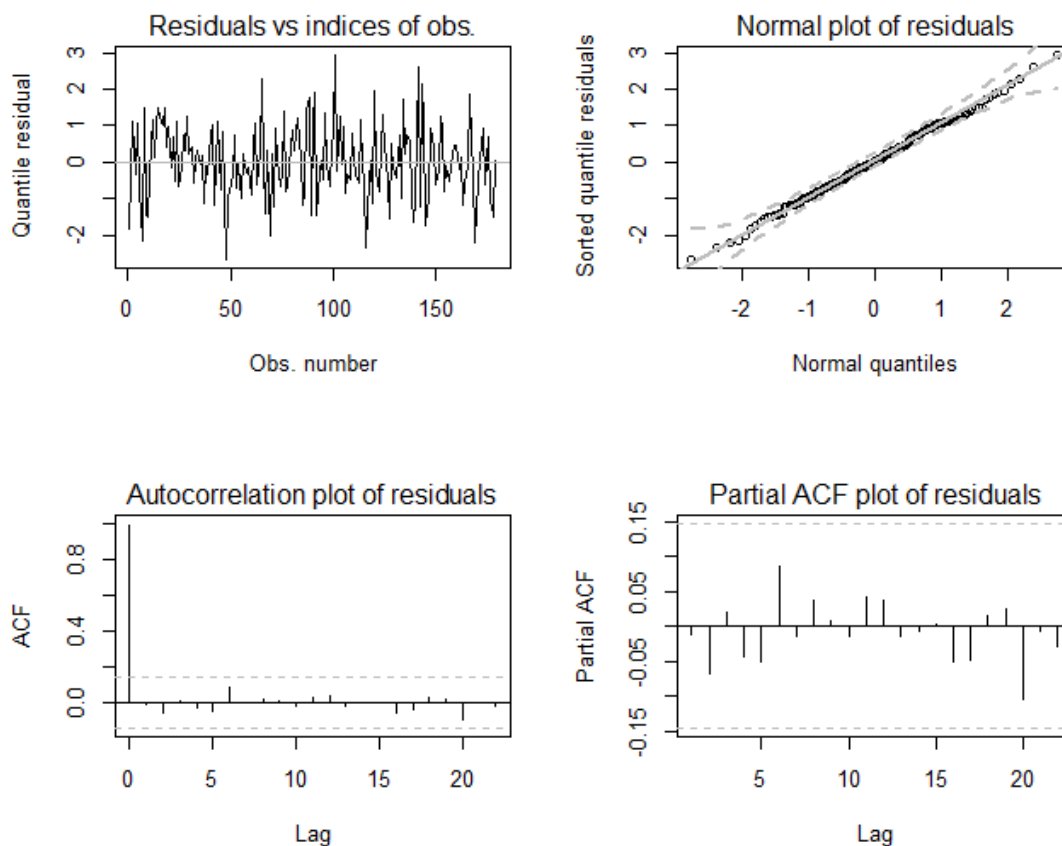 Residuals vs indices of obs.
Quantile residual
3
2
1
0
-2
0
50
100
150
Obs. number
Normal plot of residuals
Sorted quantile residuals
3
2
1
0
-2
-2
-1
0
1
2
Normal quantiles
Autocorrelation plot of residuals
ACF
0.8
0.4
0.0
0
5
10
15
20
Lag
Partial ACF plot of residuals
Partial ACF
0.15
0.05
-0.05
-0.15
5
10
15
20
Lag